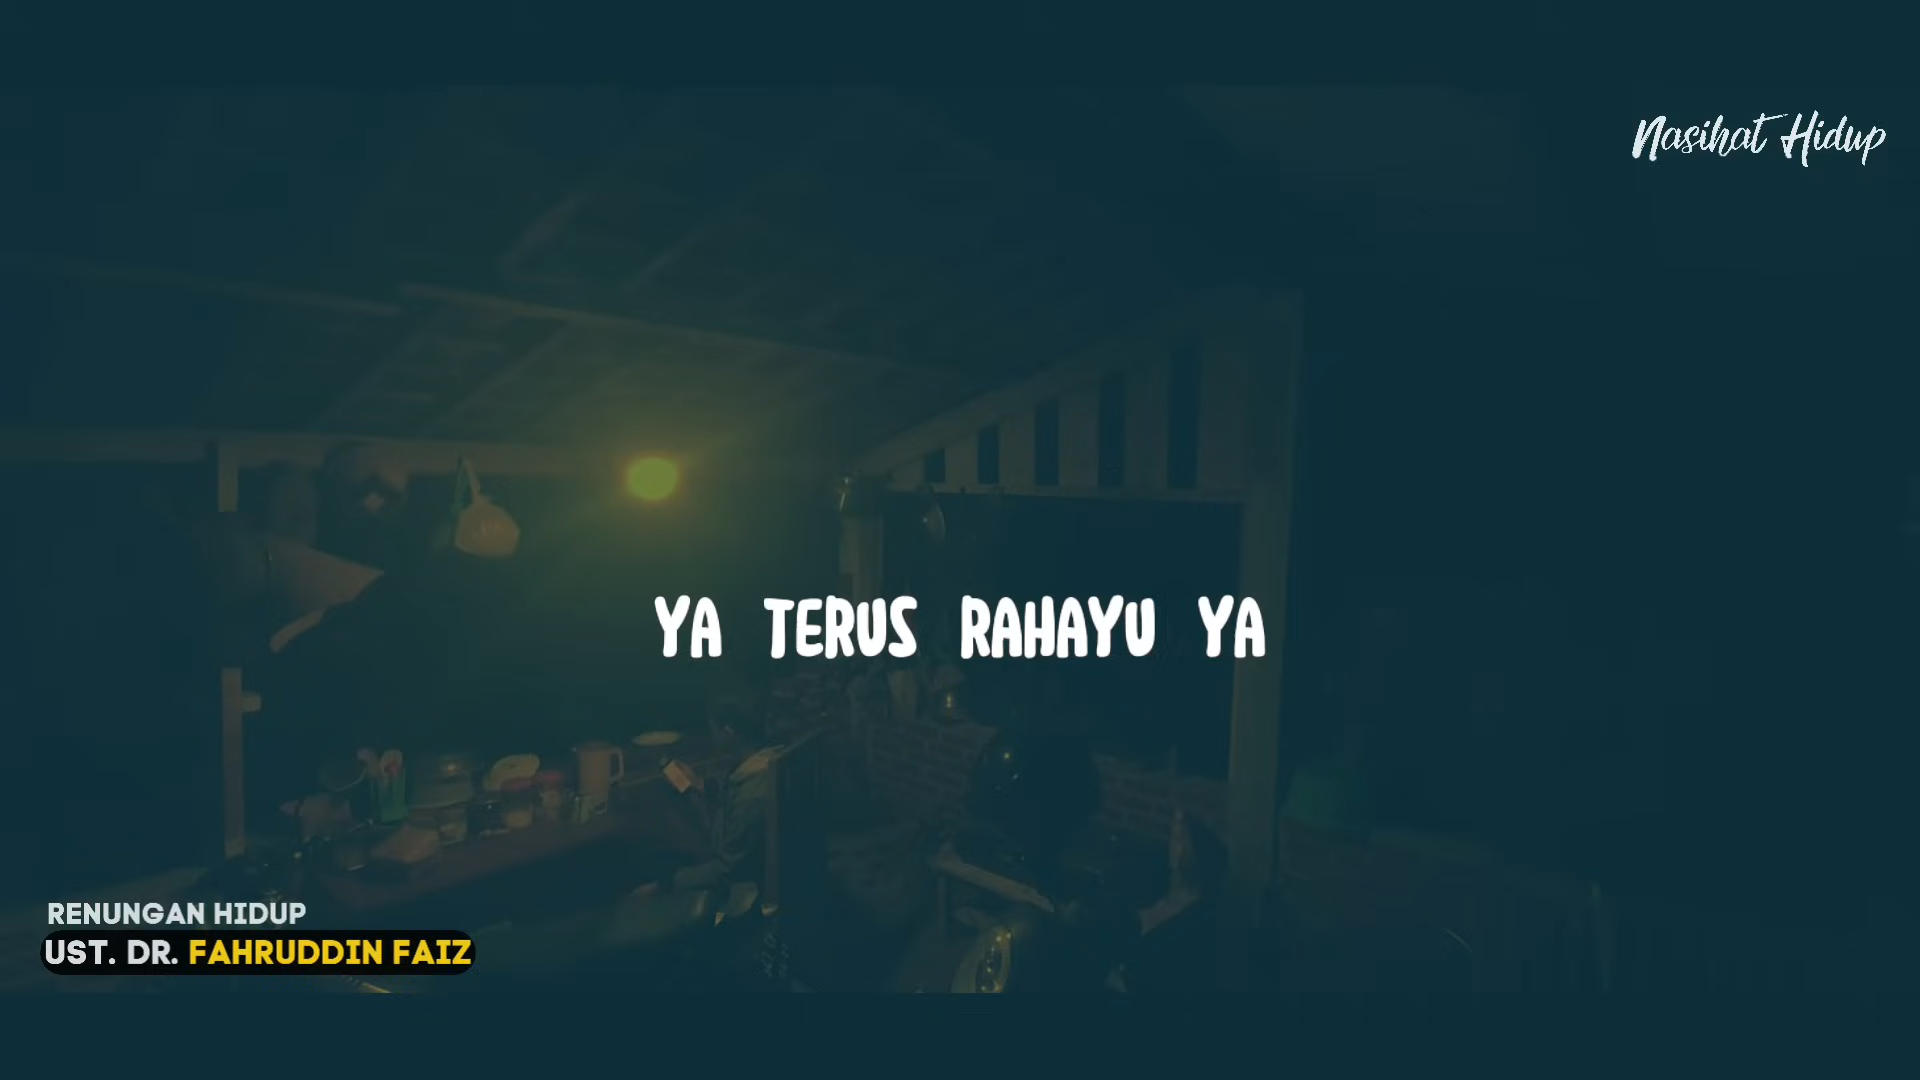 Nasihat Hidup
YA TERUS RAHAYU YA
RENUNGAN HIDUP
UST. DR. FAHRUDDIN FAIZ